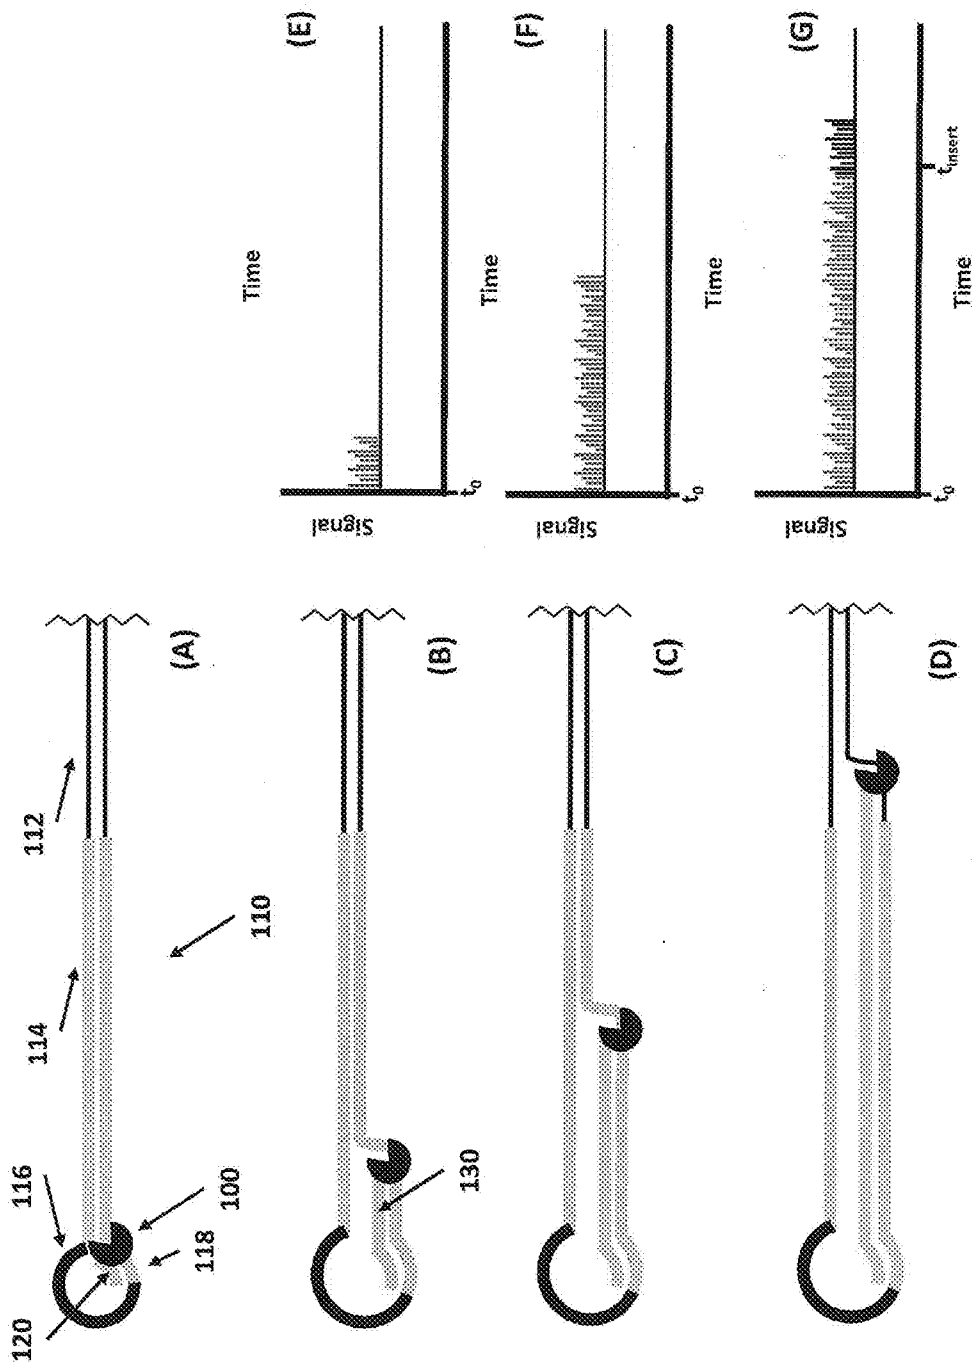 116
120
118
100
114
110
112
(A)
130
(B)
(C)
(D)
Signal
t0
Time
(E)
Signal
t0
Time
(F)
Signal
t0
Time
(G)
tinsert
Time